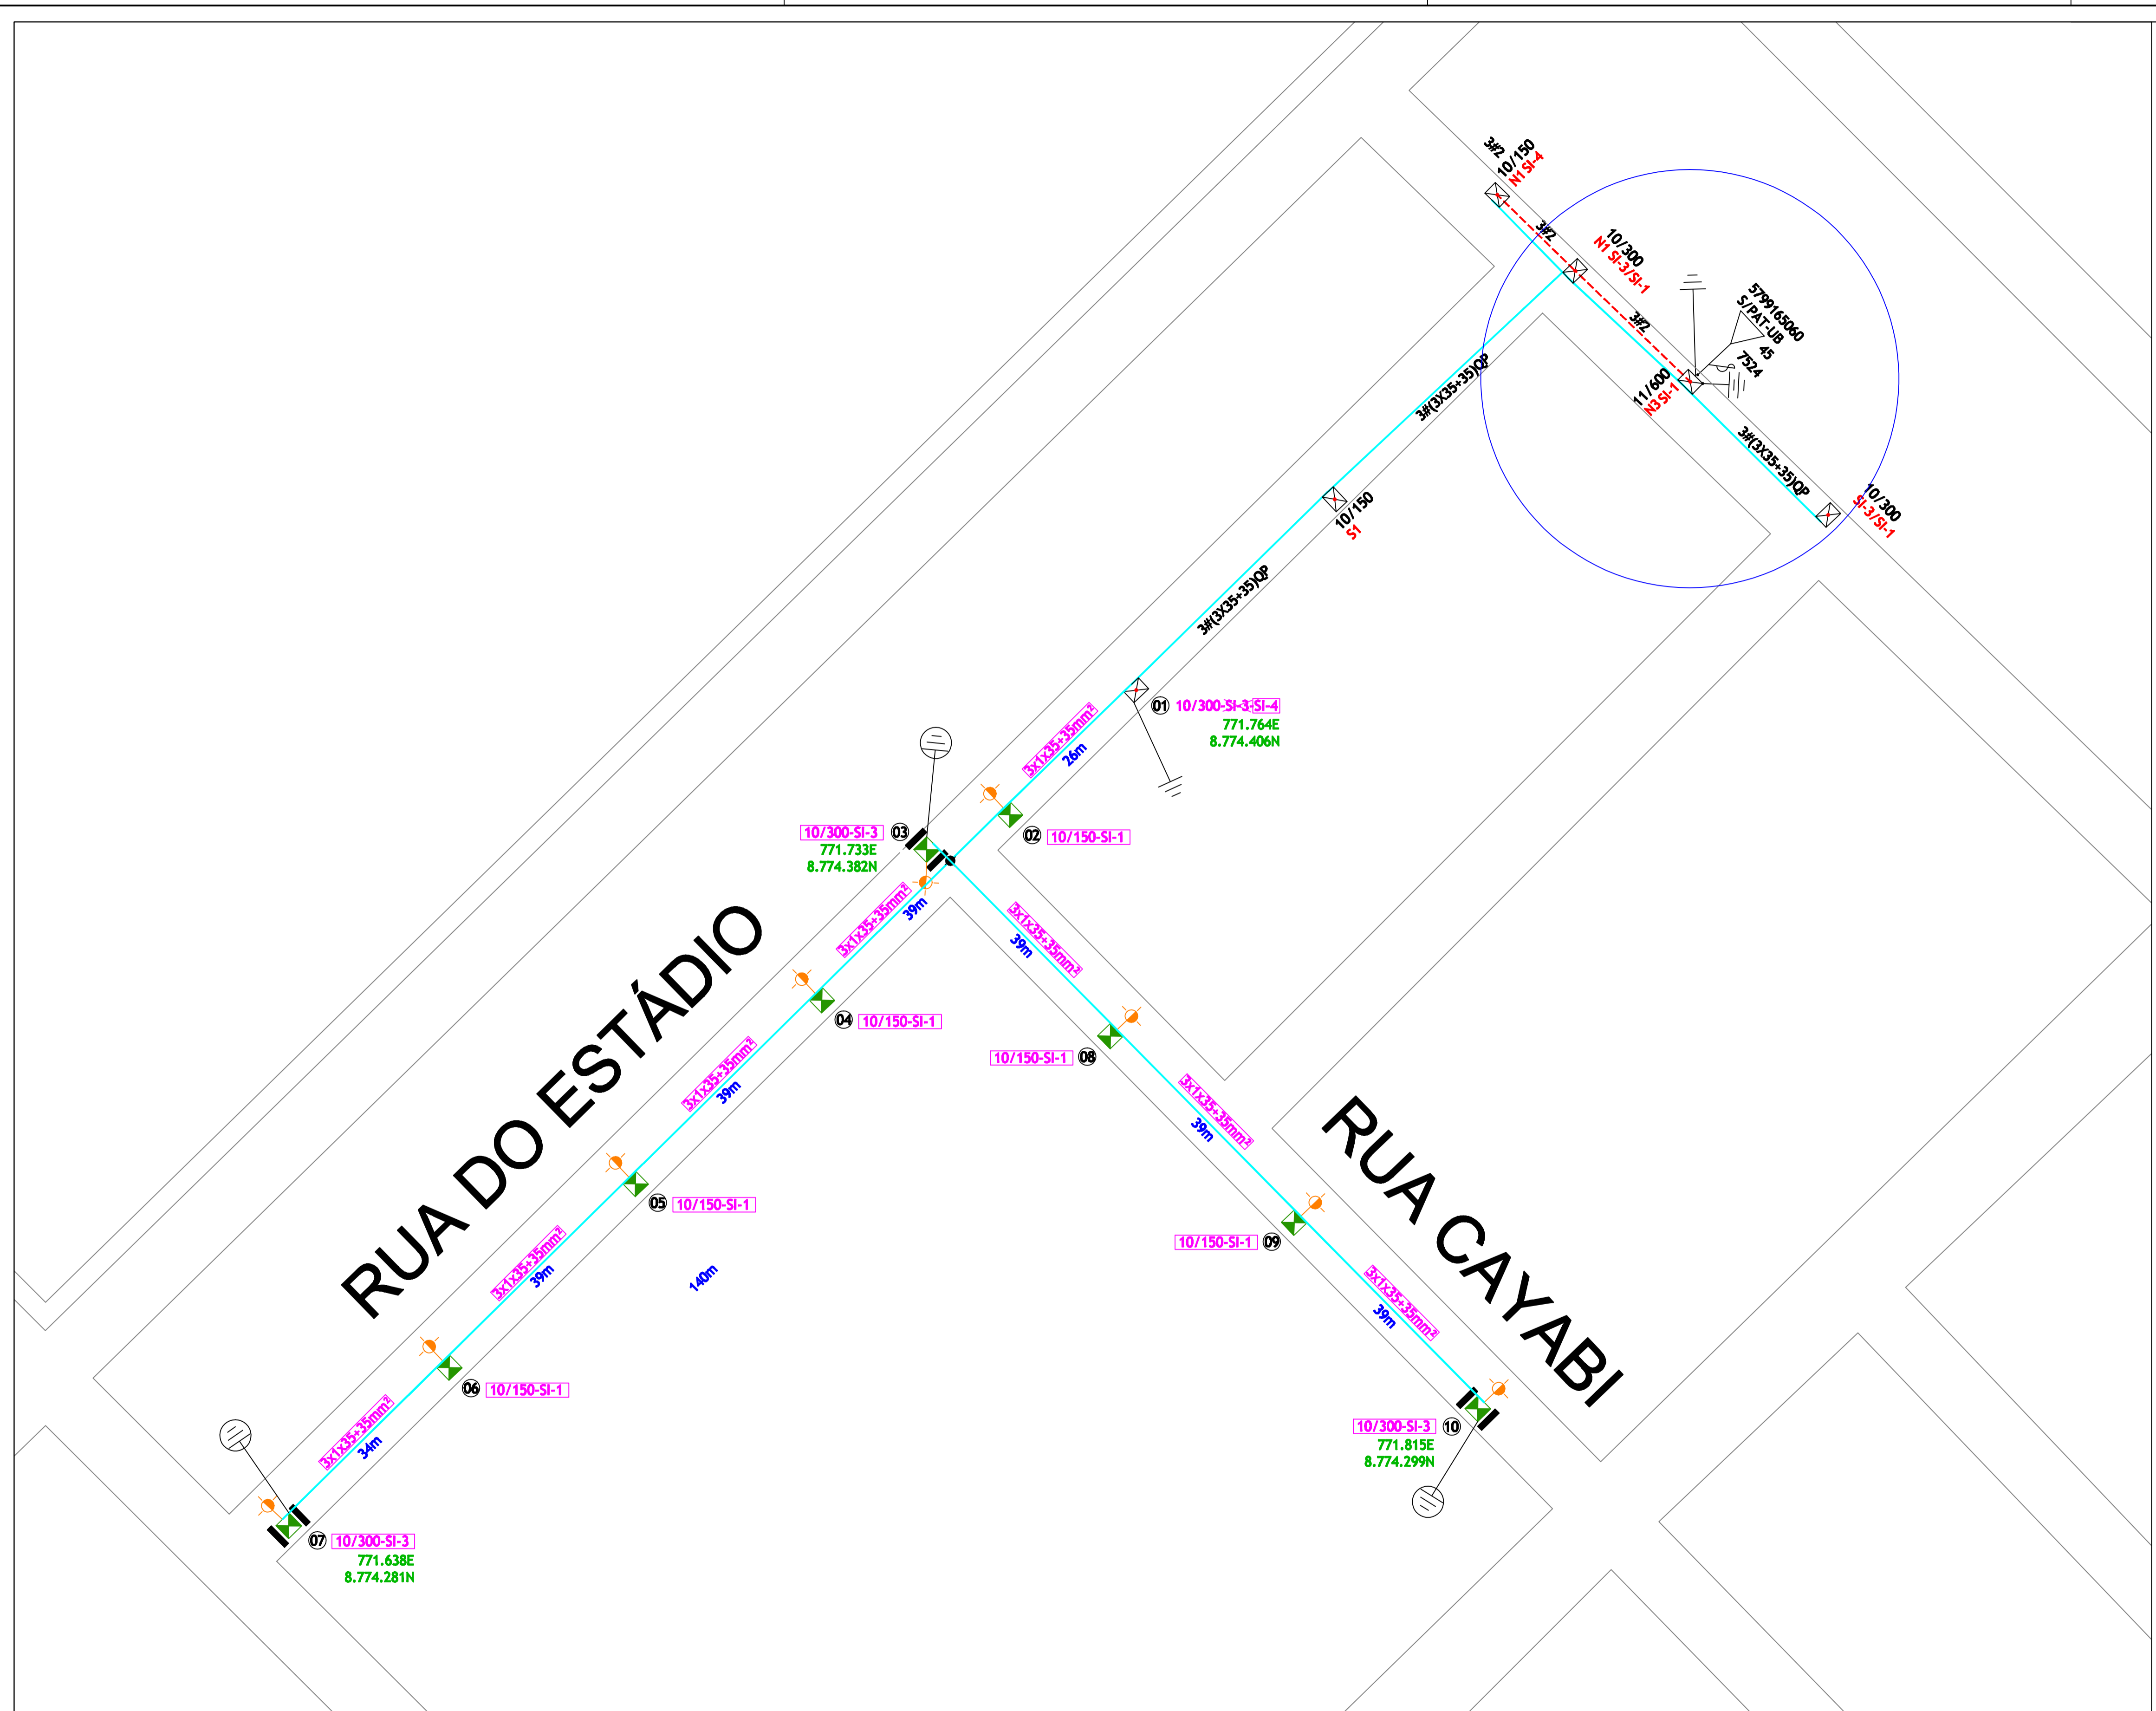 3#2
10/150
N1 SI-4
3#2
10/300
N1 SI-3/SI-1
3#2
5799165060
S/PAT-UB
45
7524
11/600
N3 SI-1
3#(3X35+35)QP
3#(3X35+35)QP
10/300
SI-3/SI-1
10/150
S1
3#(3X35+35)QP
01 10/300-SI-3-SI-4
771.764E
8.774.406N
3x1x35+35mm²
26m
10/300-SI-3 03
771.733E
8.774.382N
02 10/150-SI-1
3x1x35+35mm²
39m
3x1x35+35mm²
39m
RUA DO ESTÁDIO
04 10/150-SI-1
10/150-SI-1 08
3x1x35+35mm²
39m
3x1x35+35mm²
39m
RUA CAYABI
05 10/150-SI-1
10/150-SI-1 09
3x1x35+35mm²
39m
140m
3x1x35+35mm²
39m
06 10/150-SI-1
10/300-SI-3 10
771.815E
8.774.299N
3x1x35+35mm²
34m
07 10/300-SI-3
771.638E
8.774.281N